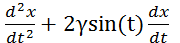 d²x/dt² + 2γsin(t) dx/dt